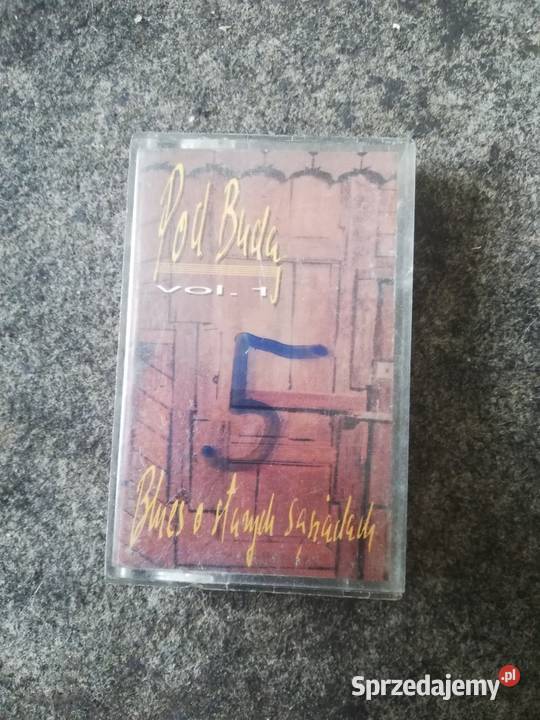 Pod Budą
vol. 1
5
Blues o starych sąsiadach
Sprzedajemy.pl